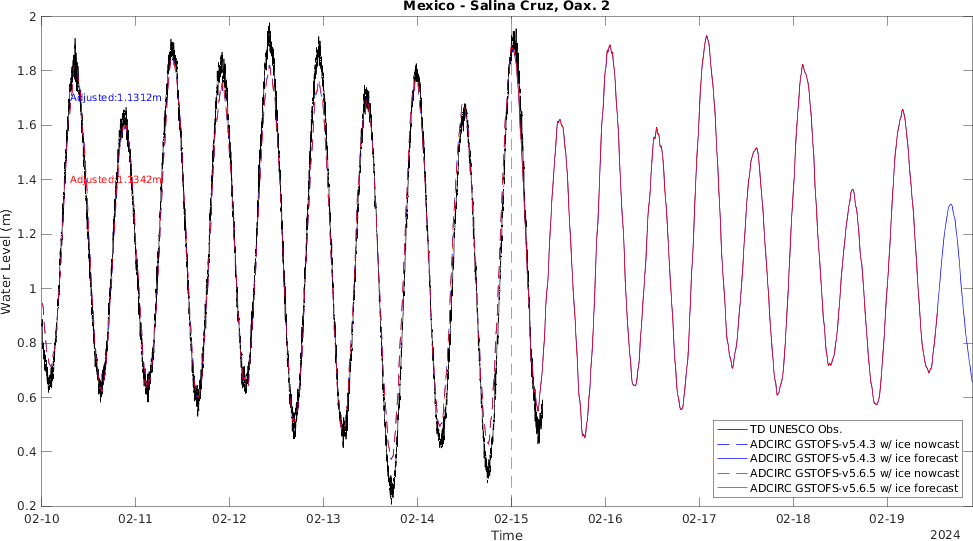 Mexico - Salina Cruz, Oax. 2
2
1.8
1.6
1.4
1.2
1
0.8
0.6
0.4
0.2
Water Level (m)
Adjusted:1.1312m
Adjusted:1.1342m
TD UNESCO Obs.
ADCIRC GSTOFS-v5.4.3 w/ ice nowcast
ADCIRC GSTOFS-v5.4.3 w/ ice forecast
ADCIRC GSTOFS-v5.6.5 w/ ice nowcast
ADCIRC GSTOFS-v5.6.5 w/ ice forecast
02-10 02-11 02-12 02-13 02-14 02-15 02-16 02-17 02-18 02-19
Time
2024